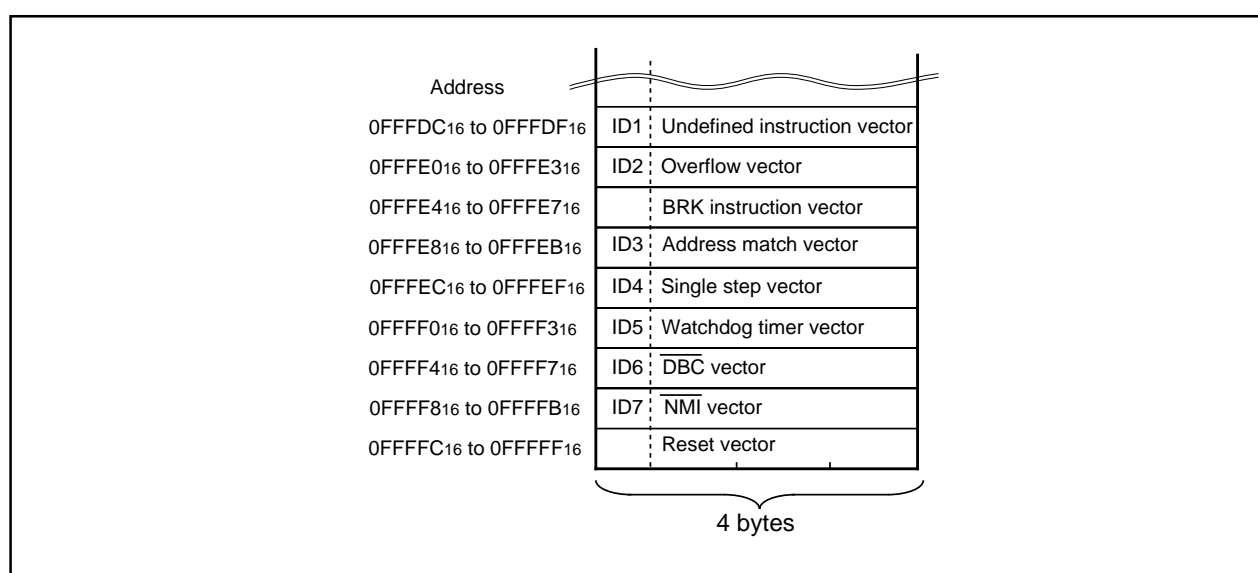 Address
0FFFDC16 to 0FFFDF16 ID1 Undefined instruction vector
0FFFE016 to 0FFFE316 ID2 Overflow vector
0FFFE416 to 0FFFE716 BRK instruction vector
0FFFE816 to 0FFFEB16 ID3 Address match vector
0FFFEC16 to 0FFFEF16 ID4 Single step vector
0FFFF016 to 0FFFF316 ID5 Watchdog timer vector
0FFFF416 to 0FFFF716 ID6 D̅B̅C̅ vector
0FFFF816 to 0FFFFB16 ID7 N̅M̅I̅ vector
0FFFFC16 to 0FFFFF16 Reset vector
4 bytes